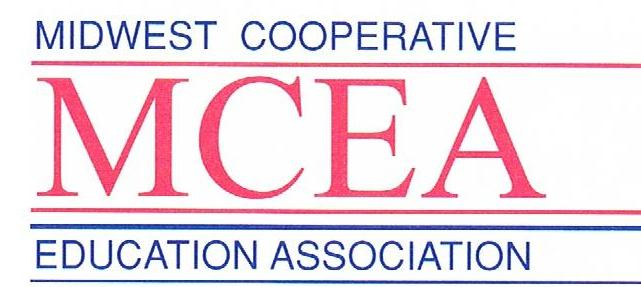 MIDWEST COOPERATIVE
MCEA
EDUCATION ASSOCIATION